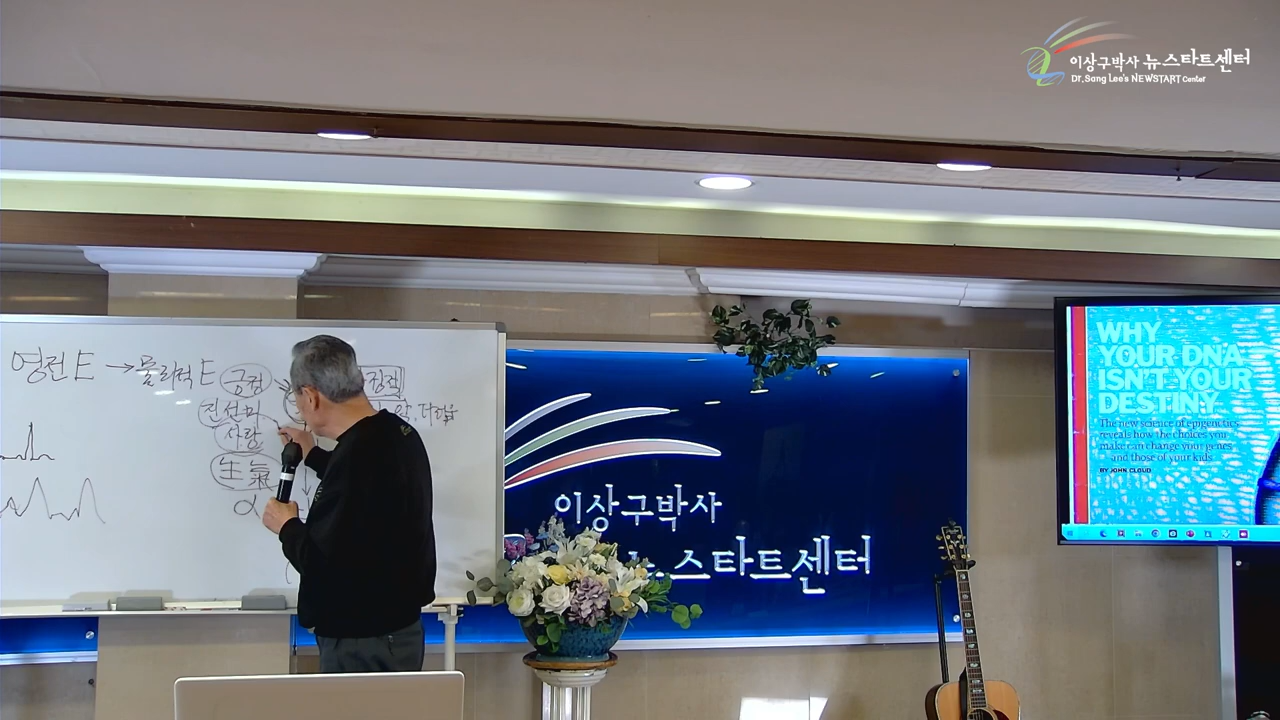 이상구박사 뉴스타트센터
Dr. Sang Lee's NEWSTART Center
영전 E → 물리적 E
긍정
진선미
사랑
生氣
α
이상구박사
뉴스타트센터
WHY
YOUR DNA
ISN'T YOUR
DESTINY
The new science of epigenetics
reveals how the choices you
make can change your genes
and those of your kids
BY JOHN CLOUD